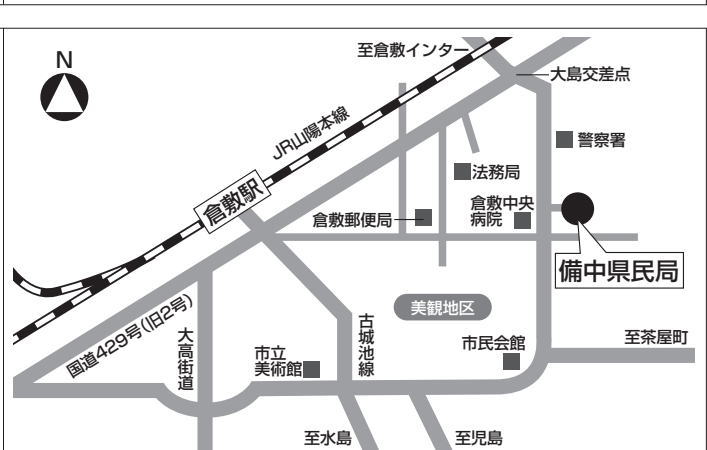 N
至倉敷インター
大島交差点
JR山陽本線
警察署
法務局
倉敷駅
倉敷中央
病院
倉敷郵便局
備中県民局
美観地区
国道429号(旧2号)
大高街道
古城池線
市民会館
至茶屋町
市立
美術館
至水島
至児島